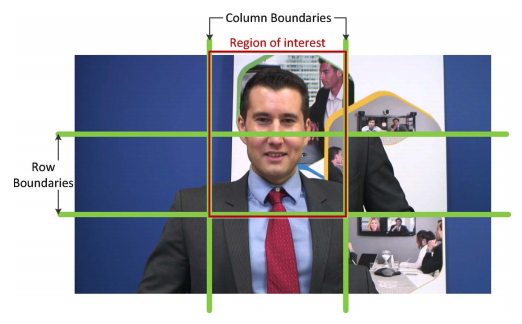 Column Boundaries
Region of interest
Row
Boundaries